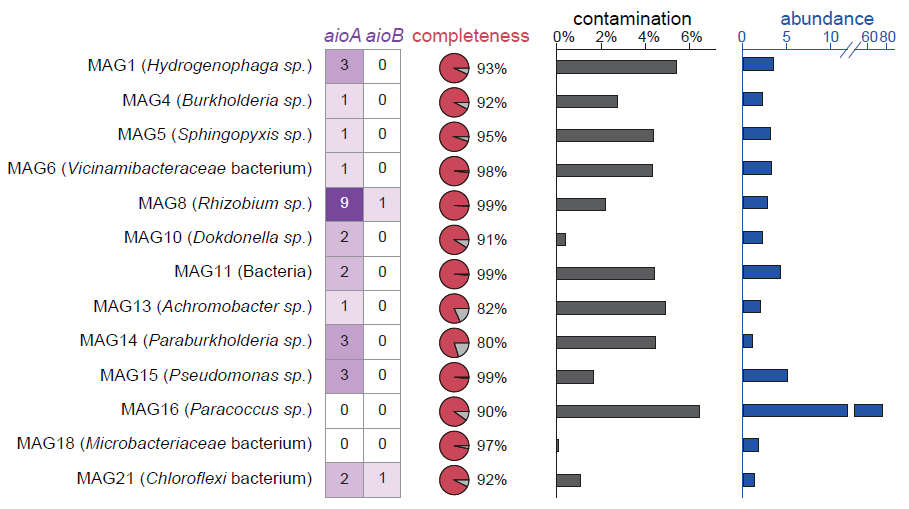 contamination abundance
aioA aioB completeness 0% 2% 4% 6% 0 5 10 60 80
MAG1 (Hydrogenophaga sp.) 3 0 93%
MAG4 (Burkholderia sp.) 1 0 92%
MAG5 (Sphingopyxis sp.) 1 0 95%
MAG6 (Vicinamibacteraceae bacterium) 1 0 98%
MAG8 (Rhizobium sp.) 9 1 99%
MAG10 (Dokdonella sp.) 2 0 91%
MAG11 (Bacteria) 2 0 99%
MAG13 (Achromobacter sp.) 1 0 82%
MAG14 (Paraburkholderia sp.) 3 0 80%
MAG15 (Pseudomonas sp.) 3 0 99%
MAG16 (Paracoccus sp.) 0 0 90%
MAG18 (Microbacteriaceae bacterium) 0 0 97%
MAG21 (Chloroflexi bacterium) 2 1 92%